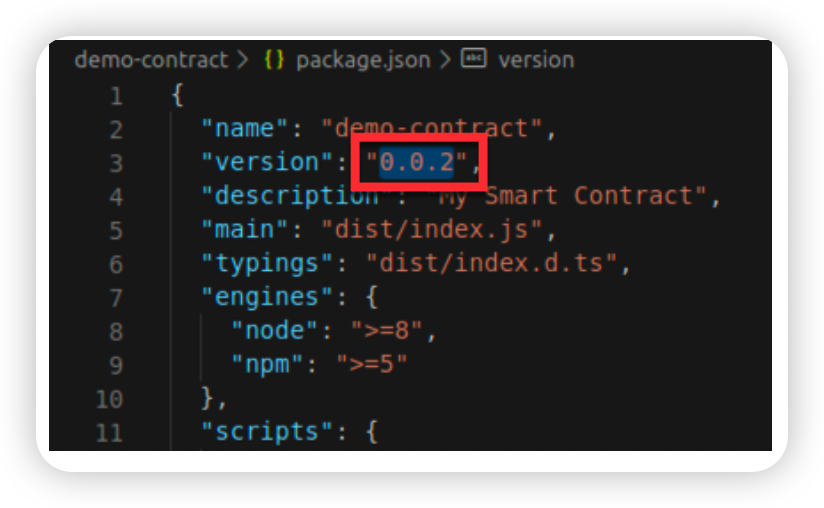 demo-contract > {} package.json > abc version
1 {
2 "name": "demo-contract",
3 "version": "0.0.2",
4 "description": "My Smart Contract",
5 "main": "dist/index.js",
6 "typings": "dist/index.d.ts",
7 "engines": {
8 "node": ">=8",
9 "npm": ">=5"
10 },
11 "scripts": {